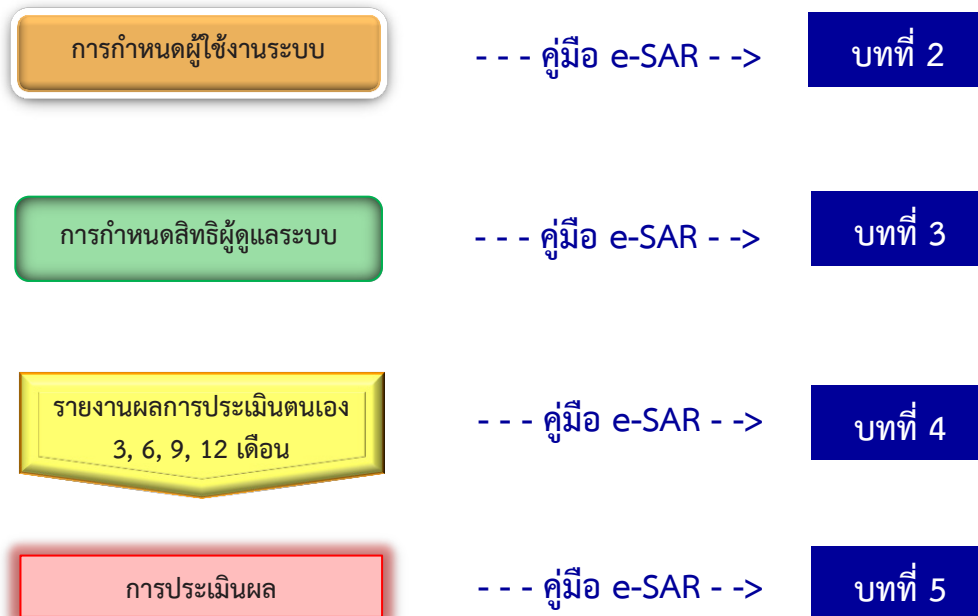 การกำหนดผู้ใช้งานระบบ - - - คู่มือ e-SAR - --> บทที่ 2
การกำหนดสิทธิผู้ดูแลระบบ - - - คู่มือ e-SAR - --> บทที่ 3
รายงานผลการประเมินตนเอง
3, 6, 9, 12 เดือน - - - คู่มือ e-SAR - --> บทที่ 4
การประเมินผล - - - คู่มือ e-SAR - --> บทที่ 5